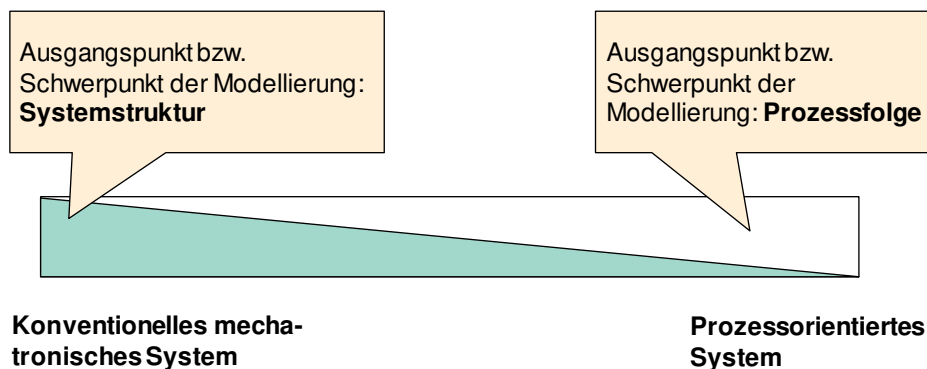 Ausgangspunkt bzw.
Schwerpunkt der Modellierung:
Systemstruktur
Ausgangspunkt bzw.
Schwerpunkt der
Modellierung: Prozessfolge
Konventionelles mecha-
tronisches System
Prozessorientiertes
System